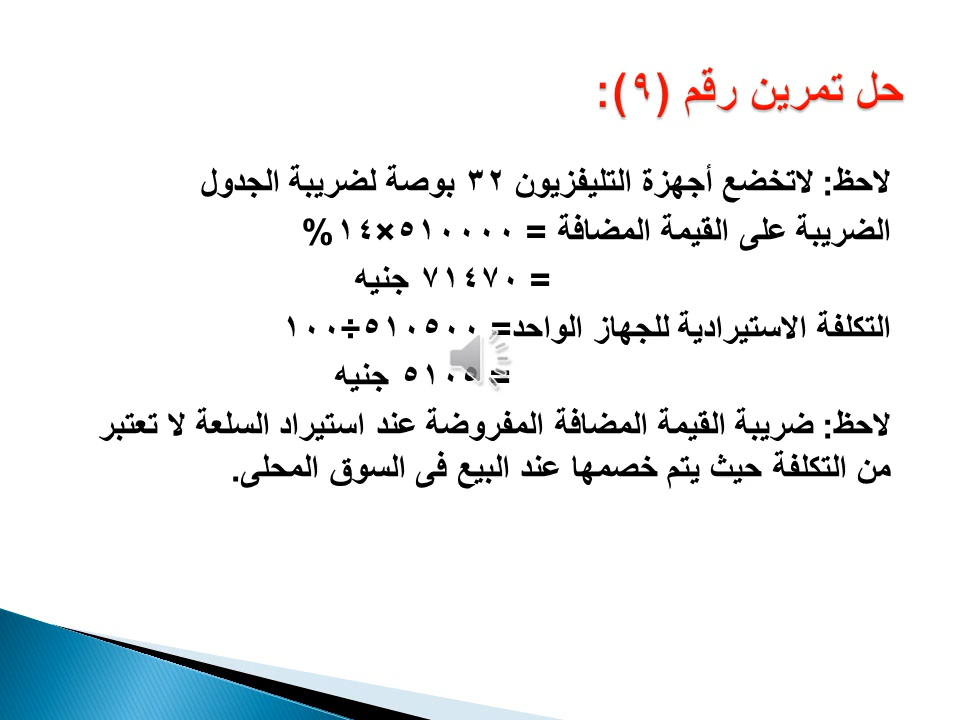 حل تمرين رقم (٩):
لاحظ: لاتخضع أجهزة التليفزيون ٣٢ بوصة لضريبة الجدول
الضريبة على القيمة المضافة = ٥١٠٠٠٠×١٤%
= ٧١٤٧٠ جنيه
التكلفة الاستيرادية للجهاز الواحد= ٥١٠٥٠٠÷١٠٠
= ٥١٠٥ جنيه
لاحظ: ضريبة القيمة المضافة المفروضة عند استيراد السلعة لا تعتبر
من التكلفة حيث يتم خصمها عند البيع فى السوق المحلى.